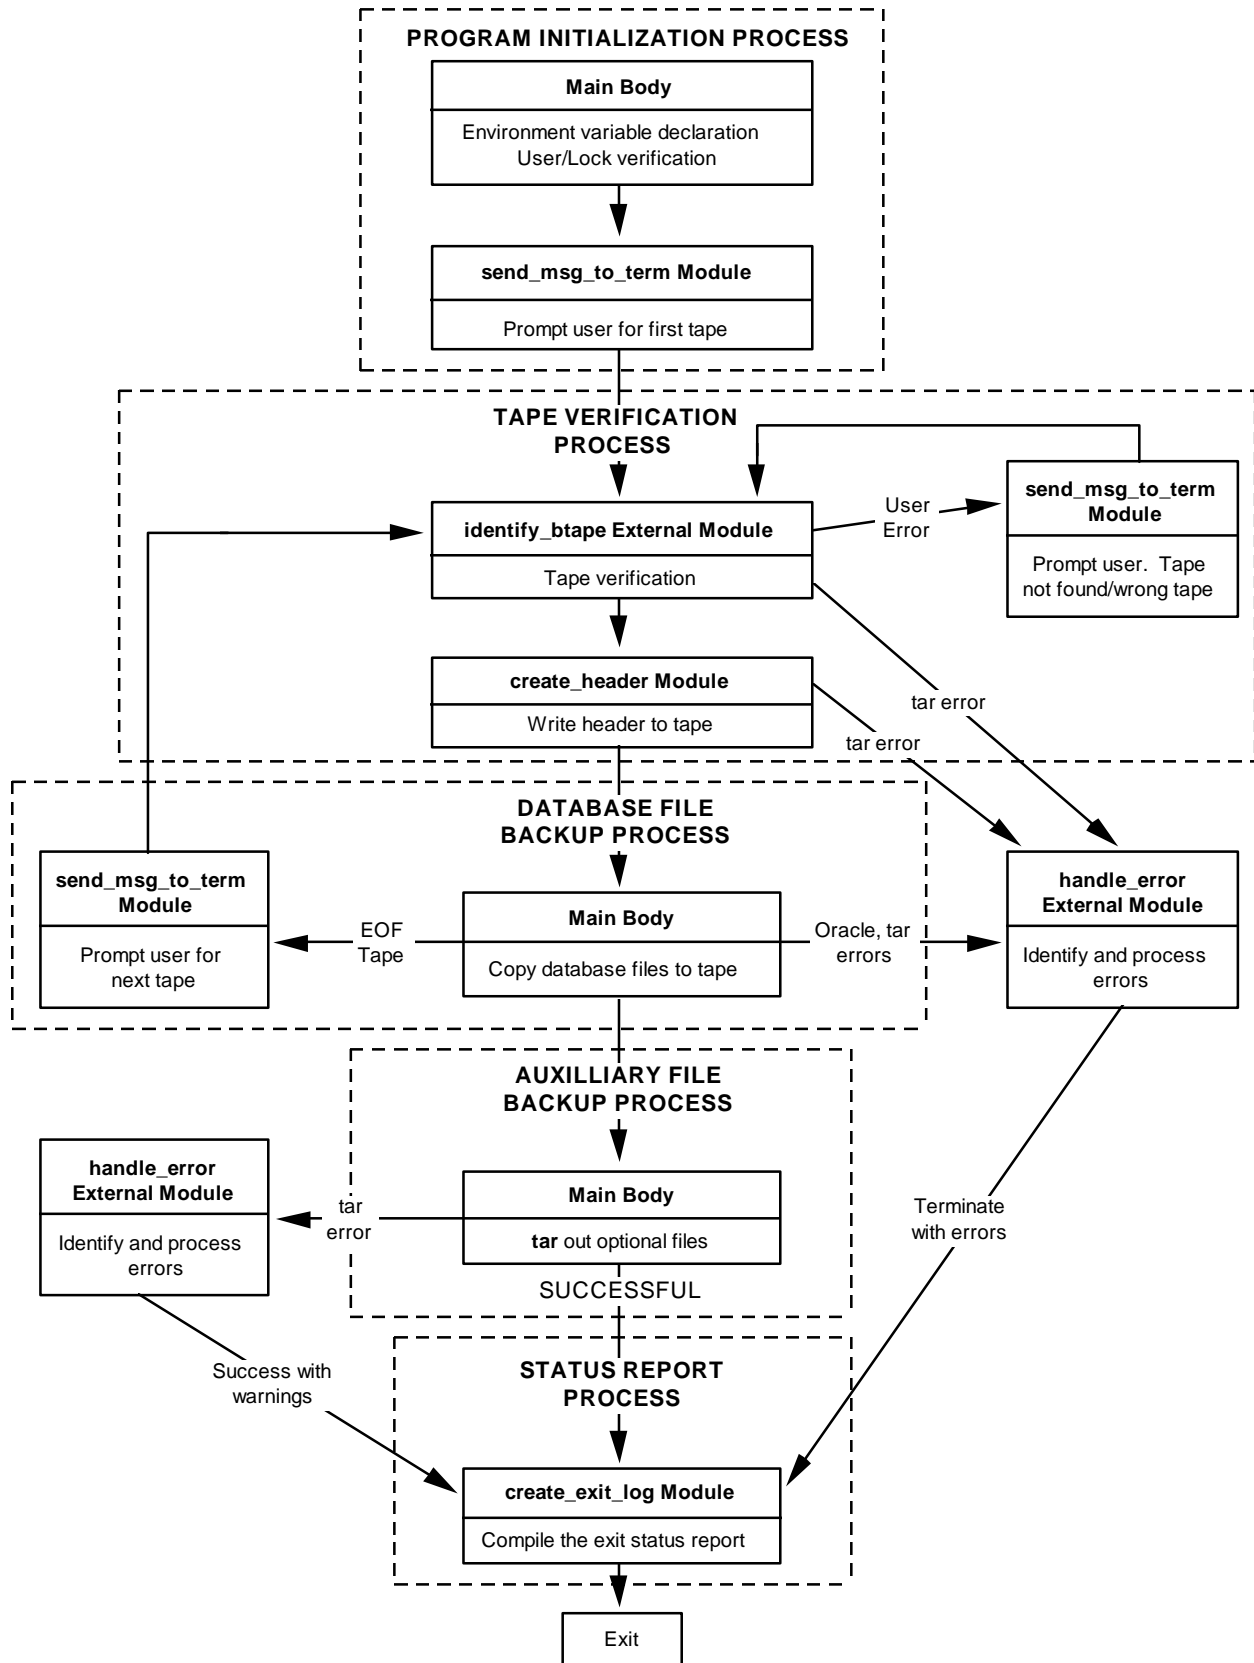 PROGRAM INITIALIZATION PROCESS
Main Body
Environment variable declaration
User/Lock verification
send_msg_to_term Module
Prompt user for first tape
TAPE VERIFICATION
PROCESS
identify_btape External Module
Tape verification
User
Error
send_msg_to_term
Module
Prompt user.  Tape
not found/wrong tape
create_header Module
Write header to tape
tar error
tar error
DATABASE FILE
BACKUP PROCESS
send_msg_to_term
Module
Prompt user for
next tape
EOF
Tape
Main Body
Copy database files to tape
Oracle, tar
errors
handle_error
External Module
Identify and process
errors
AUXILLIARY FILE
BACKUP PROCESS
handle_error
External Module
Identify and process
errors
tar
error
Main Body
tar out optional files
SUCCESSFUL
Terminate
with errors
Success with
warnings
STATUS REPORT
PROCESS
create_exit_log Module
Compile the exit status report
Exit